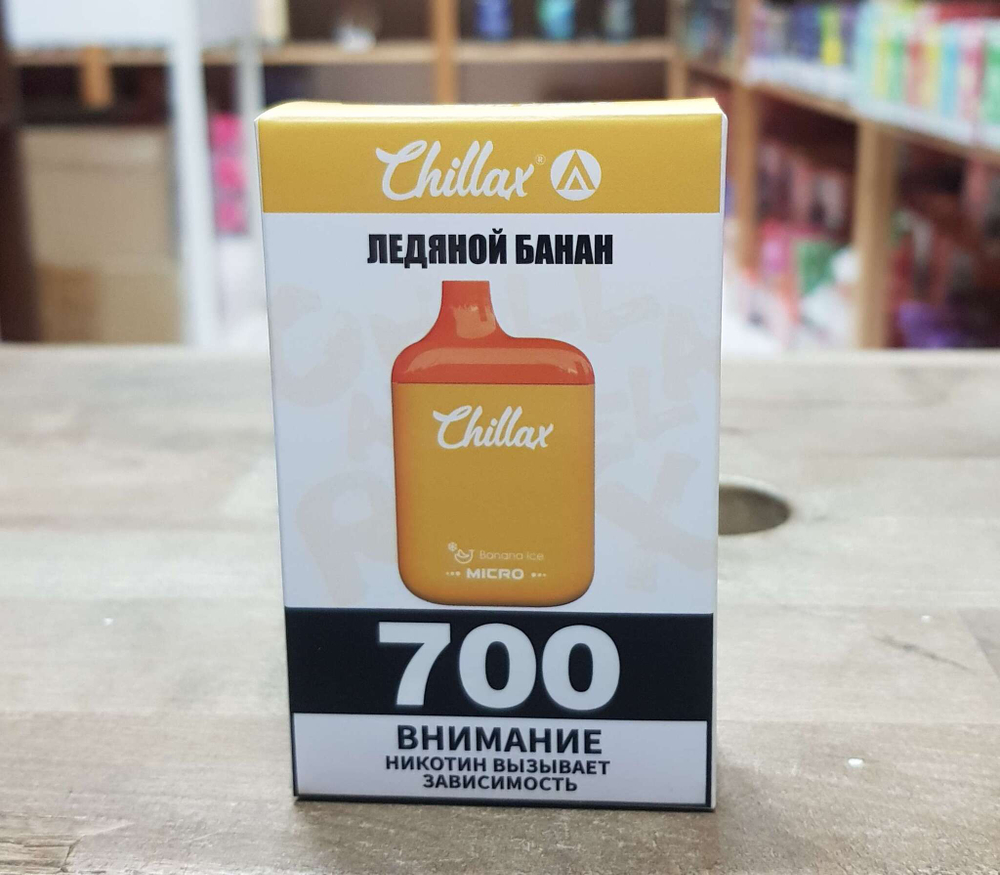 Chillax®
ЛЕДЯНОЙ БАНАН
Chillax
Banana Ice
MICRO
700
ВНИМАНИЕ
НИКОТИН ВЫЗЫВАЕТ
ЗАВИСИМОСТЬ